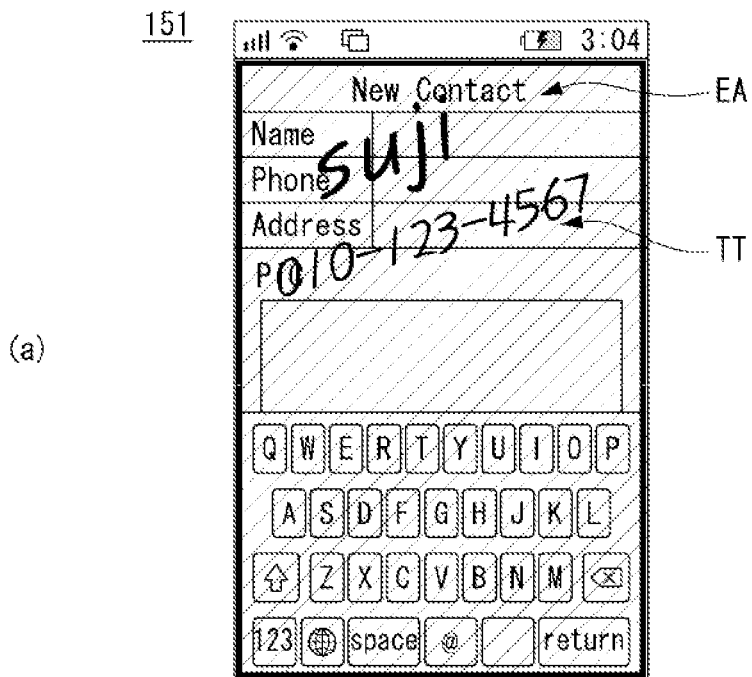 151
3:04
New Contact
EA
Name
suji
Phone
Address
010-123-4567
TT
P
(a)
Q W E R T Y U I O P
A S D F G H J K L
Z X C V B N M
123 space @ return